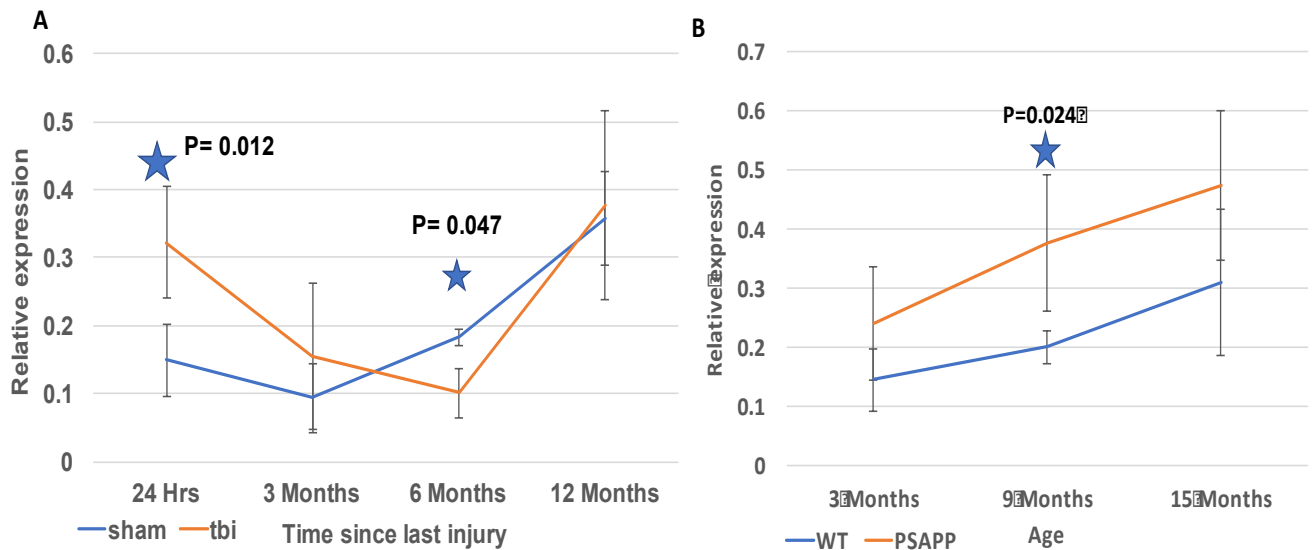 A
0.6
0.5
0.4
0.3
0.2
0.1
0
Relative expression
P= 0.012
P= 0.047
24 Hrs 3 Months 6 Months 12 Months
sham tbi Time since last injury
B
0.7
0.6
0.5
0.4
0.3
0.2
0.1
0
Relative⍰expression
P=0.024⍰
3⍰Months 9⍰Months 15⍰Months
WT PSAPP Age